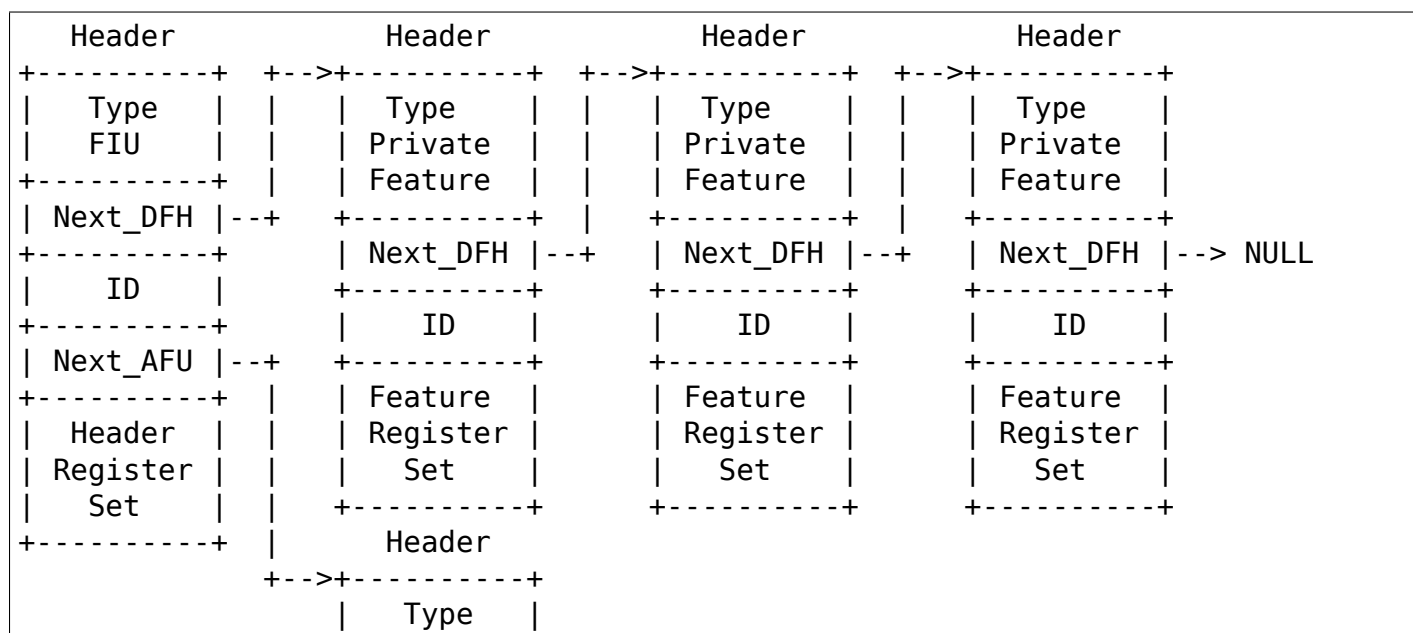 Header            Header            Header            Header
+----------+  +-->+----------+  +-->+----------+  +-->+----------+
|   Type   |  |   |  Type    |  |   |  Type    |  |   |  Type    |
|   FIU    |  |   | Private  |  |   | Private  |  |   | Private  |
+----------+  |   | Feature  |  |   | Feature  |  |   | Feature  |
| Next_DFH |--+   +----------+  |   +----------+  |   +----------+
+----------+      | Next_DFH |--+   | Next_DFH |--+   | Next_DFH |--> NULL
|    ID    |      +----------+      +----------+      +----------+
+----------+      |    ID    |      |    ID    |      |    ID    |
| Next_AFU |--+   +----------+      +----------+      +----------+
+----------+  |   | Feature  |      | Feature  |      | Feature  |
|  Header  |  |   | Register |      | Register |      | Register |
| Register |  |   |   Set    |      |   Set    |      |   Set    |
|   Set    |  |   +----------+      +----------+      +----------+
+----------+  |      Header
              +-->+----------+
                  |   Type   |